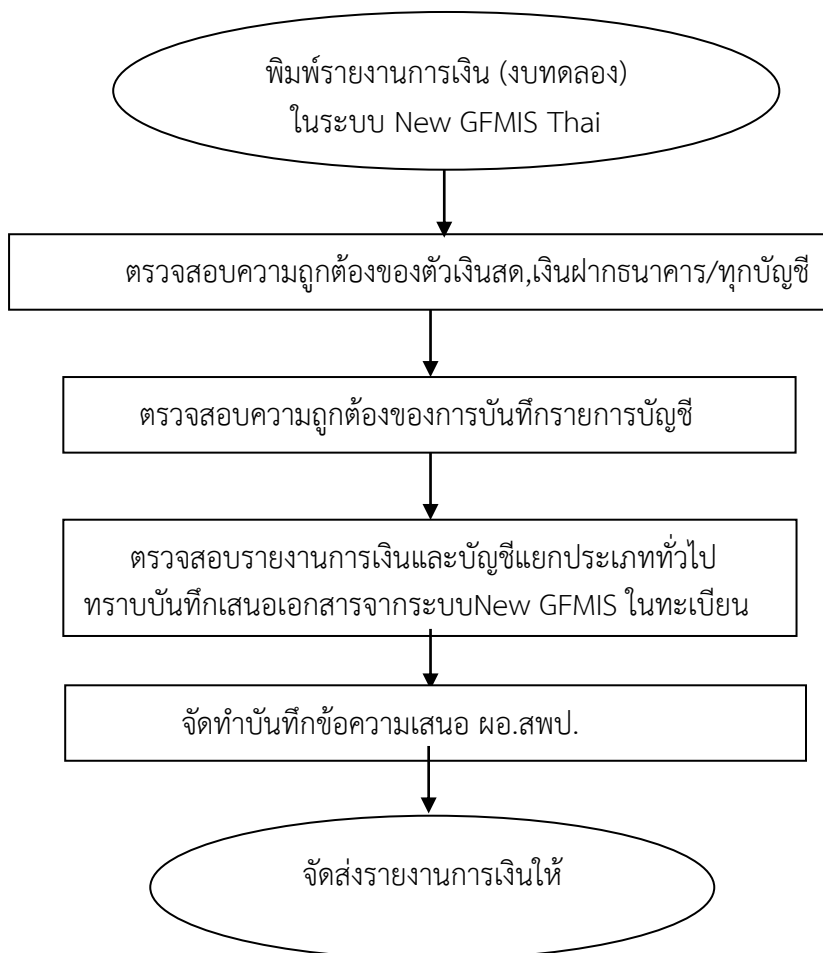 พิมพ์รายงานการเงิน (งบทดลอง)
ในระบบ New GFMIS Thai
ตรวจสอบความถูกต้องของตัวเงินสด,เงินฝากธนาคาร/ทุกบัญชี
ตรวจสอบความถูกต้องของการบันทึกรายการบัญชี
ตรวจสอบรายงานการเงินและบัญชีแยกประเภททั่วไป
ทราบบันทึกเสนอเอกสารจากระบบNew GFMIS ในทะเบียน
จัดทำบันทึกข้อความเสนอ ผอ.สพป.
จัดส่งรายงานการเงินให้